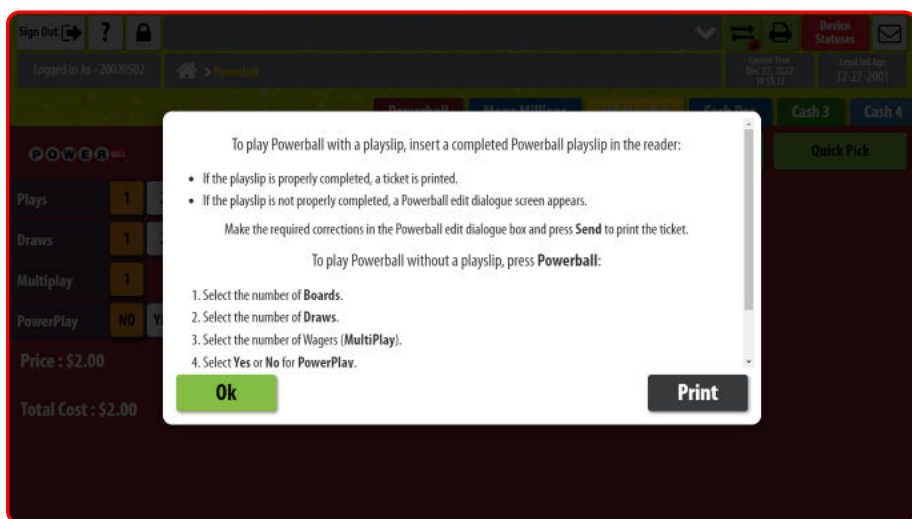 Sign Out
?
Device Statuses
Logged In As - 20020502
> Powerball
Current Time
Dec 27, 2022
Legal Sell Age
12-27-2001
Powerball
Mega Millions
Cash Pop
Cash 3
Cash 4
POWERBALL
Quick Pick
Plays 1
Draws 1
Multiplay 1
PowerPlay NO
Price : $2.00
Total Cost : $2.00
To play Powerball with a playslip, insert a completed Powerball playslip in the reader:
• If the playslip is properly completed, a ticket is printed.
• If the playslip is not properly completed, a Powerball edit dialogue screen appears.
Make the required corrections in the Powerball edit dialogue box and press Send to print the ticket.
To play Powerball without a playslip, press Powerball:
1. Select the number of Boards.
2. Select the number of Draws.
3. Select the number of Wagers (MultiPlay).
4. Select Yes or No for PowerPlay.
Ok
Print